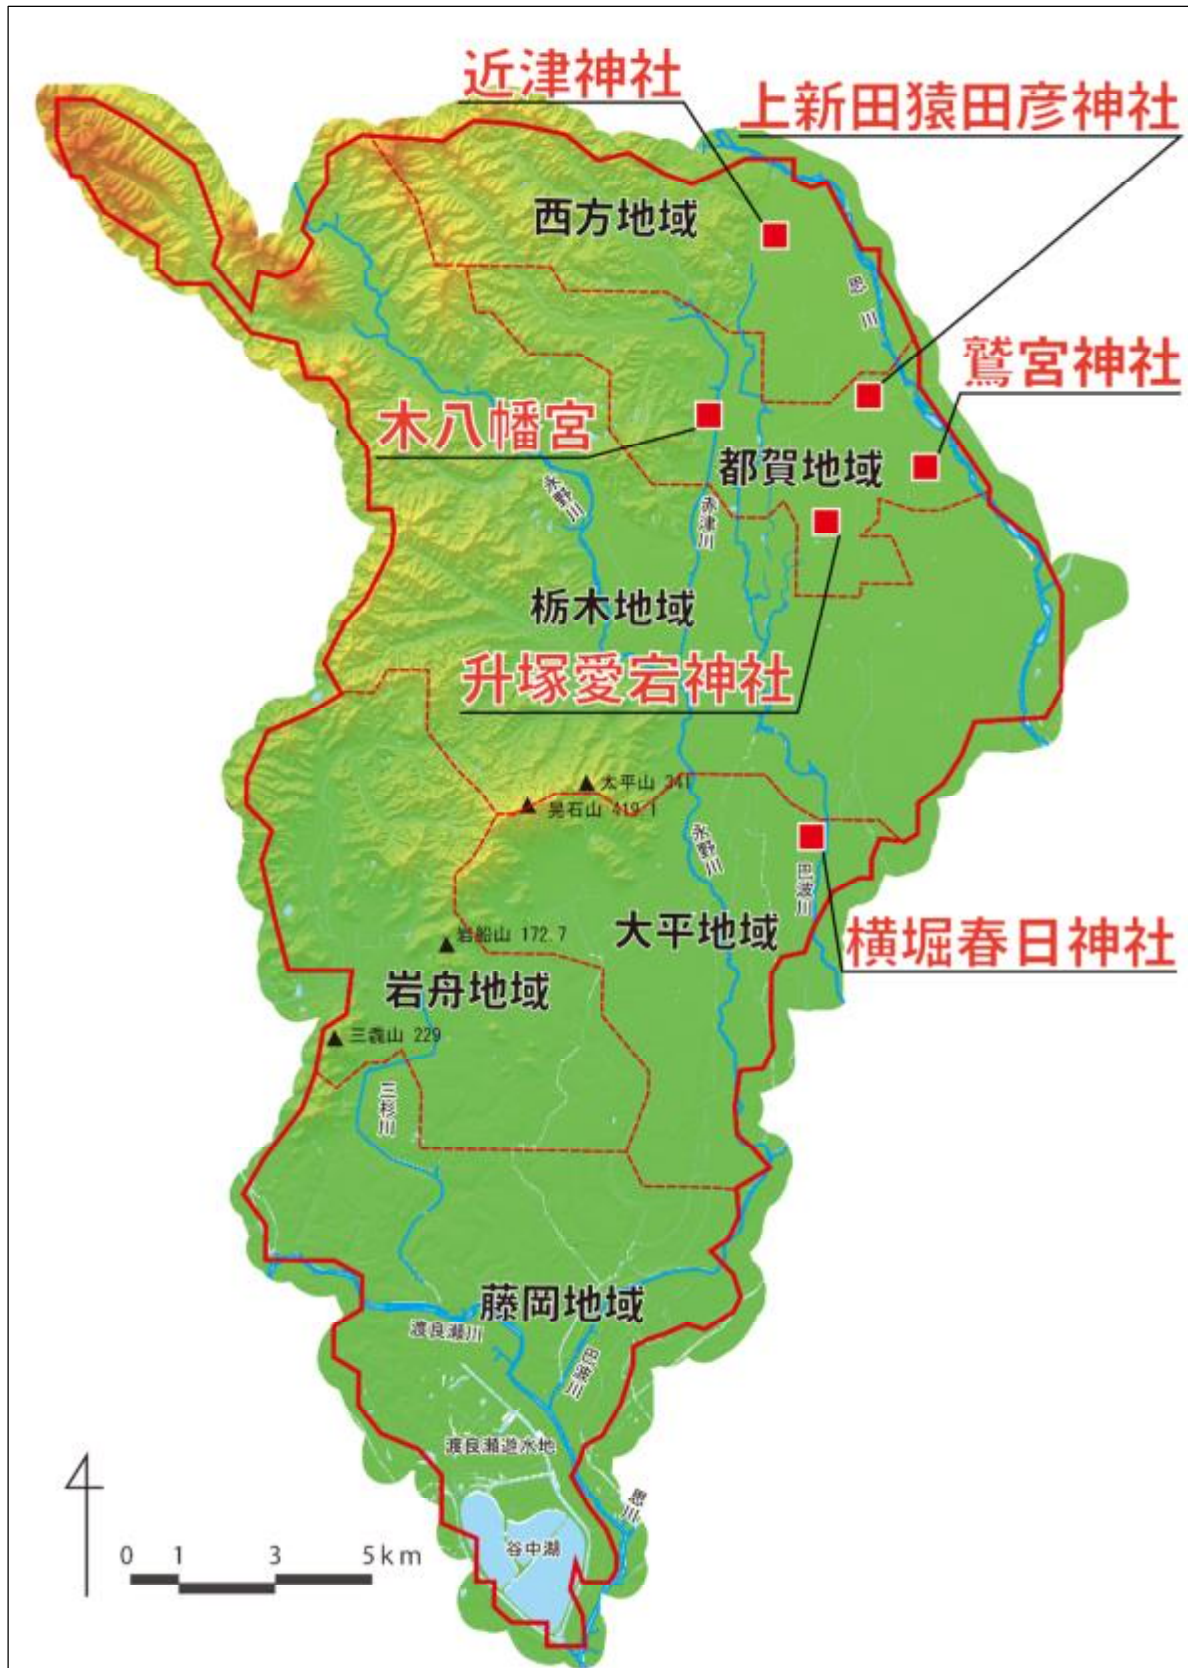 近津神社
上新田猿田彦神社
西方地域
思川
鷲宮神社
木八幡宮
都賀地域
永野川
赤津川
栃木地域
升塚愛宕神社
太平山 341
晃石山 419.1
永野川
巴波川
大平地域
横堀春日神社
岩船山 172.7
岩舟地域
三毳山 229
三杉川
藤岡地域
渡良瀬川
巴波川
渡良瀬遊水地
思川
谷中湖
0 1 3 5km